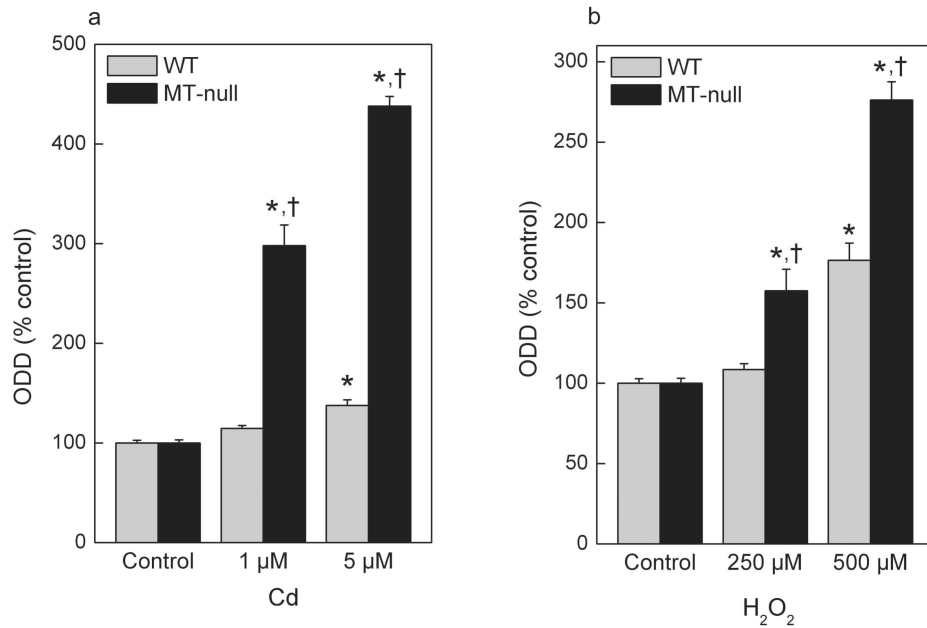 a
500
400
300
200
100
0
ODD (% control)
WT
MT-null
*,†
*
*,†
Control
1 µM
5 µM
Cd
b
300
250
200
150
100
50
0
ODD (% control)
WT
MT-null
*,†
*
*,†
Control
250 µM
500 µM
H₂O₂